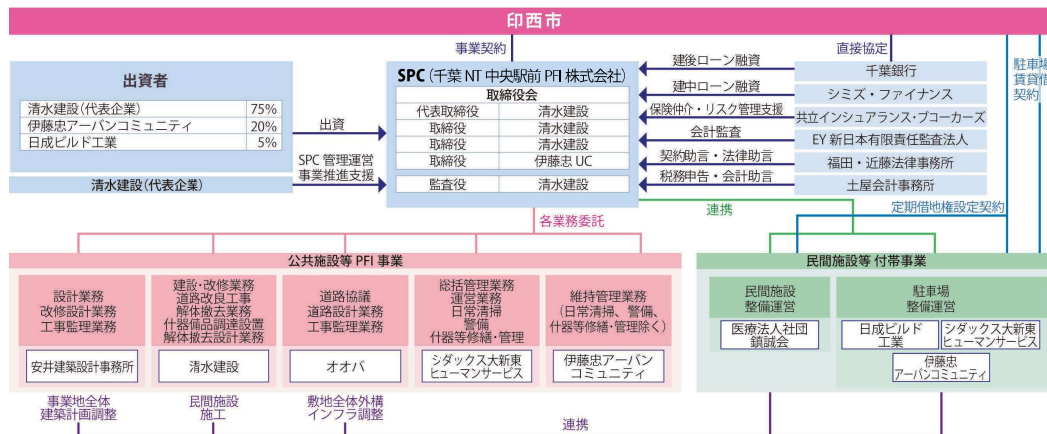 印西市
事業契約
直接協定
駐車場
賃貸借
契約
出資者
清水建設(代表企業) 75%
伊藤忠アーバンコミュニティ 20%
日成ビルド工業 5%
出資
SPC 管理運営
事業推進支援
清水建設(代表企業)
SPC(千葉 NT 中央駅前 PFI 株式会社)
取締役会
代表取締役 清水建設
取締役 清水建設
取締役 清水建設
取締役 伊藤忠 UC
監査役 清水建設
建後ローン融資
千葉銀行
建中ローン融資
シミズ・ファイナンス
保険仲介・リスク管理支援
共立インシュアランス・ブコーカーズ
会計監査
EY 新日本有限責任監査法人
契約助言・法律助言
福田・近藤法律事務所
税務申告・会計助言
土屋会計事務所
各業務委託
連携
定期借地権設定契約
公共施設等 PFI 事業
設計業務
改修設計業務
工事監理業務
安井建築設計事務所
建設・改修業務
道路改良工事
解体撤去業務
什器備品調達設置
解体撤去設計業務
清水建設
道路協議
道路設計業務
工事監理業務
オオバ
総括管理業務
運営業務
日常清掃
警備
什器等修繕・管理
シダックス大新東
ヒューマンサービス
維持管理業務
(日常清掃、警備、
什器等修繕・管理除く)
伊藤忠アーバン
コミュニティ
民間施設等 付帯事業
民間施設
整備運営
医療法人社団
鎮誠会
駐車場
整備運営
日成ビルド
工業
シダックス大新東
ヒューマンサービス
伊藤忠
アーバンコミュニティ
事業地全体
建築計画調整
民間施設
施工
敷地全体外構
インフラ調整
連携